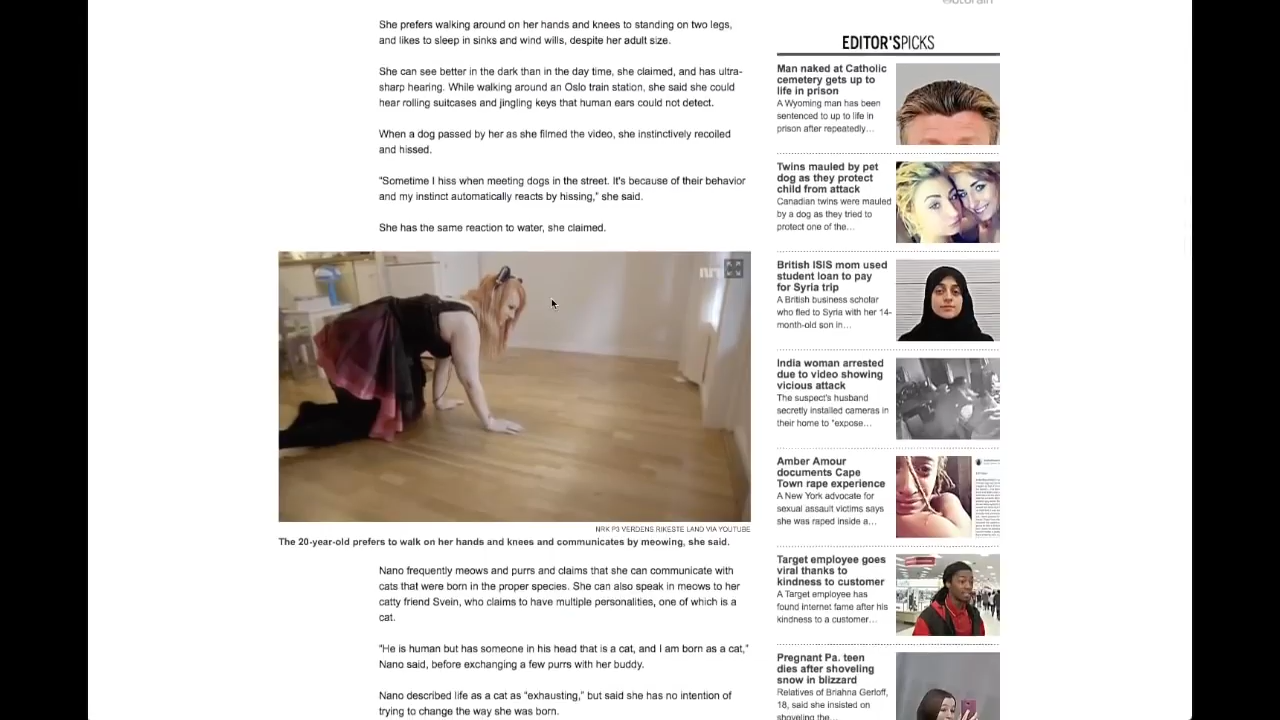 She prefers walking around on her hands and knees to standing on two legs,
and likes to sleep in sinks and wind wills, despite her adult size.
She can see better in the dark than in the day time, she claimed, and has ultra-
sharp hearing. While walking around an Oslo train station, she said she could
hear rolling suitcases and jingling keys that human ears could not detect.
When a dog passed by her as she filmed the video, she instinctively recoiled
and hissed.
"Sometime I hiss when meeting dogs in the street. It's because of their behavior
and my instinct automatically reacts by hissing," she said.
She has the same reaction to water, she claimed.
nrk
NRK P3 VERDENS RIKESTE LAND VIA YOUTUBE
The 20-year-old prefers to walk on her hands and knees and communicates by meowing, she said.
Nano frequently meows and purrs and claims that she can communicate with
cats that were born in the proper species. She can also speak in meows to her
catty friend Svein, who claims to have multiple personalities, one of which is a
cat.
"He is human but has someone in his head that is a cat, and I am born as a cat,"
Nano said, before exchanging a few purrs with her buddy.
Nano described life as a cat as "exhausting," but said she has no intention of
trying to change the way she was born.
EDITOR'S PICKS
Man naked at Catholic
cemetery gets up to
life in prison
A Wyoming man has been
sentenced to up to life in
prison after repeatedly...
Twins mauled by pet
dog as they protect
child from attack
Canadian twins were mauled
by a dog as they tried to
protect one of the...
British ISIS mom used
student loan to pay
for Syria trip
A British business scholar
who fled to Syria with her 14-
month-old son in...
India woman arrested
due to video showing
vicious attack
The suspect's husband
secretly installed cameras in
their home to "expose...
Amber Amour
documents Cape
Town rape experience
A New York advocate for
sexual assault victims says
she was raped inside a...
Target employee goes
viral thanks to
kindness to customer
A Target employee has
found internet fame after his
kindness to a customer...
Pregnant Pa. teen
dies after shoveling
snow in blizzard
Relatives of Briahna Gerloff,
18, said she insisted on
shoveling the...